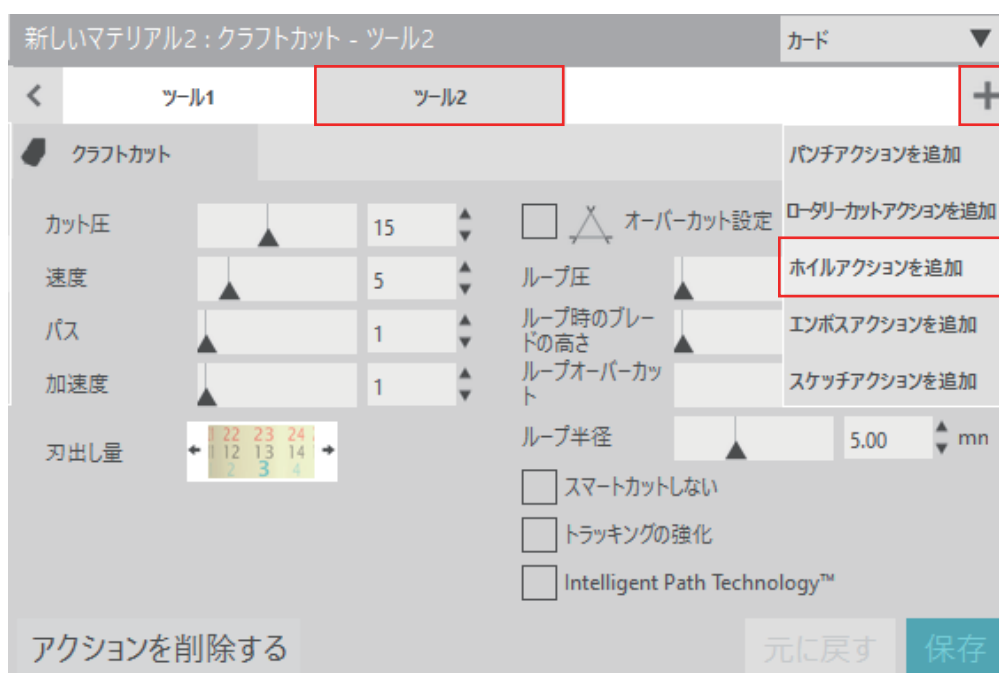 新しいマテリアル2 : クラフトカット - ツール2
カード
ツール1
ツール2
クラフトカット
パンチアクションを追加
ロータリーカットアクションを追加
ホイルアクションを追加
エンボスアクションを追加
スケッチアクションを追加
カット圧
15
速度
5
パス
1
加速度
1
刃出し量
22 23 24
12 13 14
2 3 4
オーバーカット設定
ループ圧
ループ時のブレー
ドの高さ
ループオーバーカッ
ト
ループ半径
5.00
mn
スマートカットしない
トラッキングの強化
Intelligent Path Technology™
アクションを削除する
元に戻す
保存